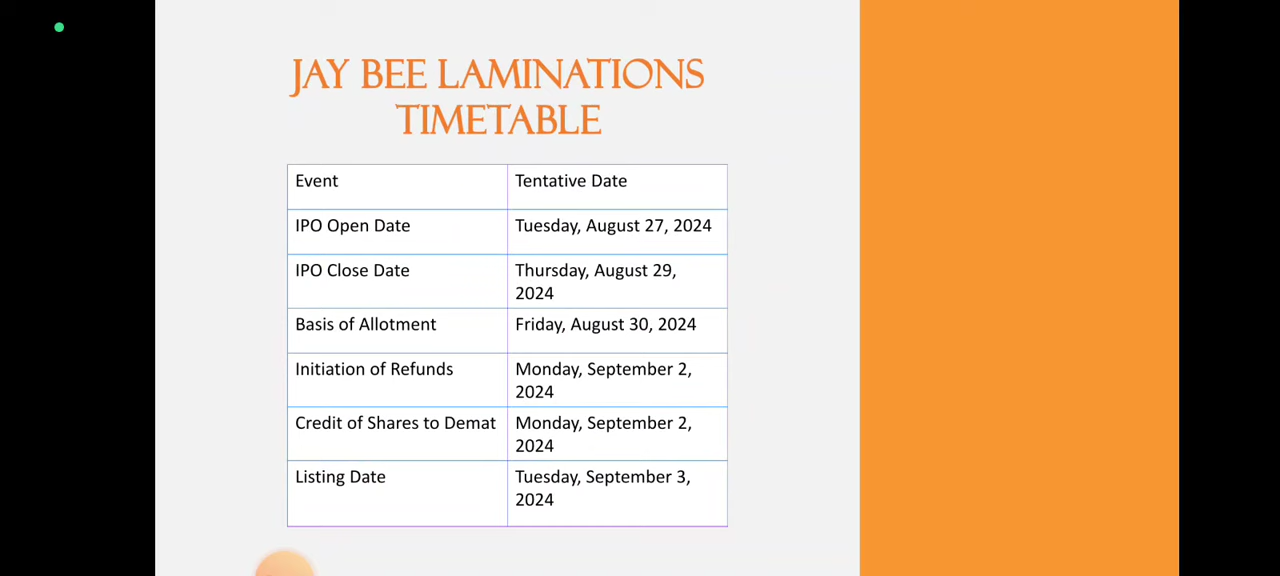 JAY BEE LAMINATIONS
TIMETABLE
Event Tentative Date
IPO Open Date Tuesday, August 27, 2024
IPO Close Date Thursday, August 29,
2024
Basis of Allotment Friday, August 30, 2024
Initiation of Refunds Monday, September 2,
2024
Credit of Shares to Demat Monday, September 2,
2024
Listing Date Tuesday, September 3,
2024